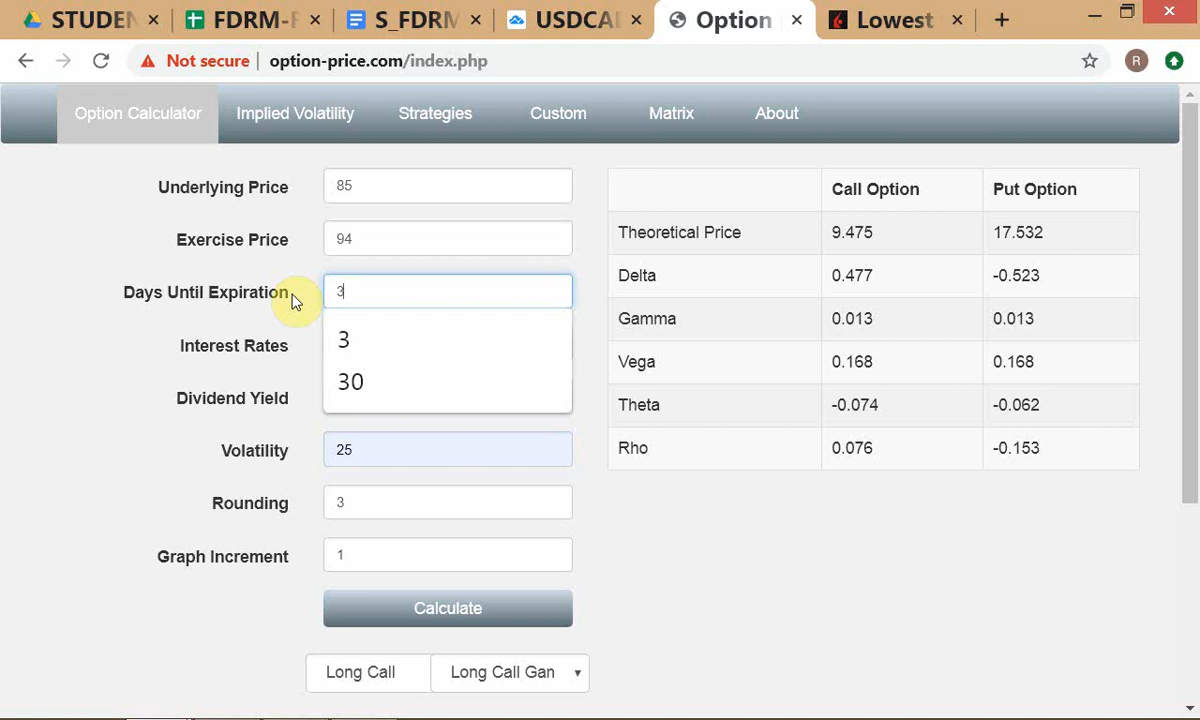 STUDEN
FDRM-F
S_FDRM
USDCAL
Option
Lowest
Not secure
option-price.com/index.php
R
Option Calculator
Implied Volatility
Strategies
Custom
Matrix
About
Underlying Price 85
Exercise Price 94
Days Until Expiration 3
3
30
Interest Rates
Dividend Yield
Volatility 25
Rounding 3
Graph Increment 1
Calculate
Long Call
Long Call Gan
Call Option Put Option
Theoretical Price 9.475 17.532
Delta 0.477 -0.523
Gamma 0.013 0.013
Vega 0.168 0.168
Theta -0.074 -0.062
Rho 0.076 -0.153